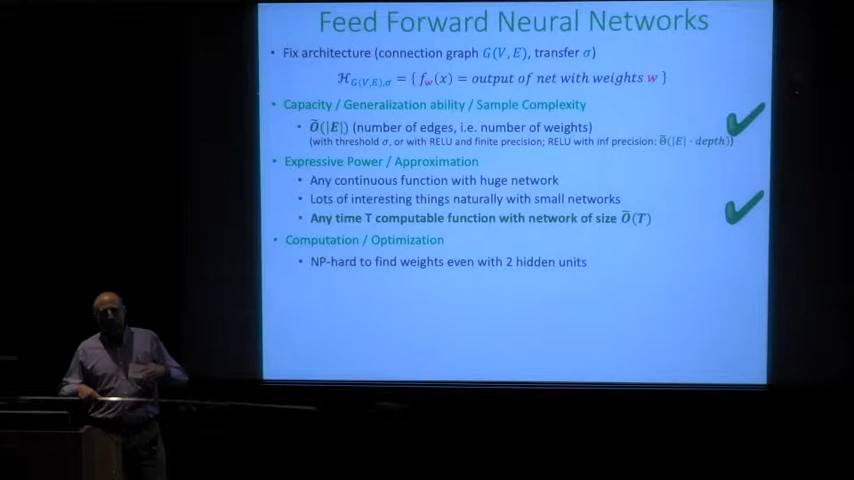 Feed Forward Neural Networks
• Fix architecture (connection graph G(V, E), transfer σ)
ℋ_{G(V,E),σ} = { f_w(x) = output of net with weights w }
• Capacity / Generalization ability / Sample Complexity
• Õ(|E|) (number of edges, i.e. number of weights)
(with threshold σ, or with RELU and finite precision; RELU with inf precision: Θ̃(|E| · depth))
• Expressive Power / Approximation
• Any continuous function with huge network
• Lots of interesting things naturally with small networks
• Any time T computable function with network of size Õ(T)
• Computation / Optimization
• NP-hard to find weights even with 2 hidden units